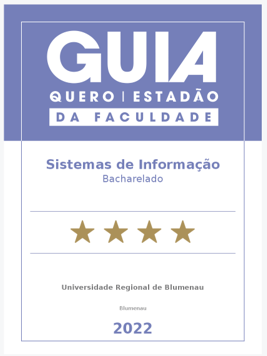 GUIA
QUERO | ESTADÃO
DA FACULDADE
Sistemas de Informação
Bacharelado
Universidade Regional de Blumenau
Blumenau
2022